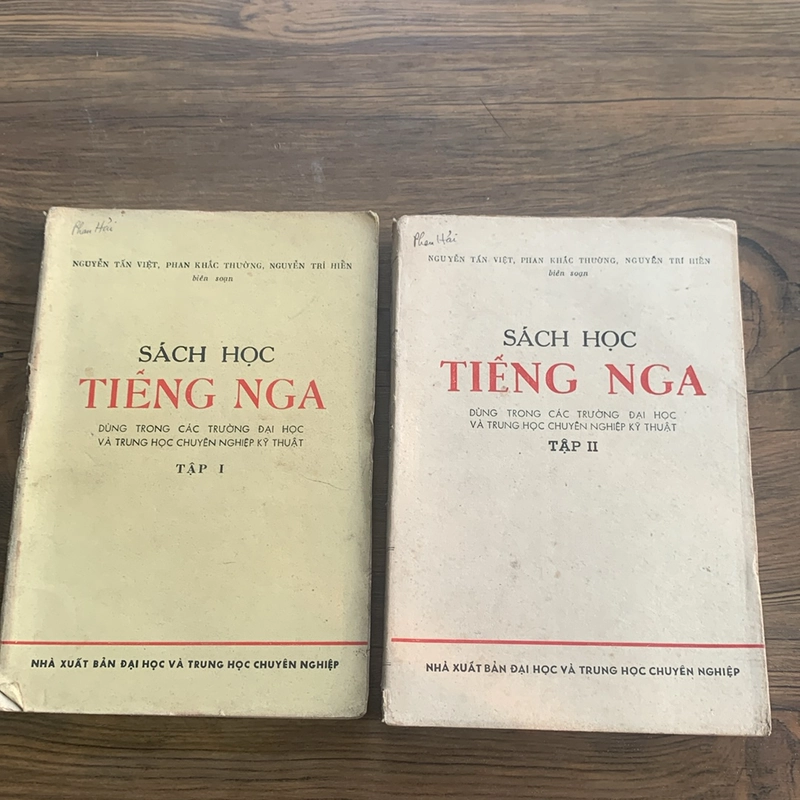 Phan Hải
NGUYỄN TẤN VIỆT, PHAN KHẮC THƯỜNG, NGUYỄN TRÍ HIỀN
biên soạn
SÁCH HỌC
TIẾNG NGA
DÙNG TRONG CÁC TRƯỜNG ĐẠI HỌC
VÀ TRUNG HỌC CHUYÊN NGHIỆP KỸ THUẬT
TẬP I
NHÀ XUẤT BẢN ĐẠI HỌC VÀ TRUNG HỌC CHUYÊN NGHIỆP
Phan Hải
NGUYỄN TẤN VIỆT, PHAN KHẮC THƯỜNG, NGUYỄN TRÍ HIỀN
biên soạn
SÁCH HỌC
TIẾNG NGA
DÙNG TRONG CÁC TRƯỜNG ĐẠI HỌC
VÀ TRUNG HỌC CHUYÊN NGHIỆP KỸ THUẬT
TẬP II
NHÀ XUẤT BẢN ĐẠI HỌC VÀ TRUNG HỌC CHUYÊN NGHIỆP